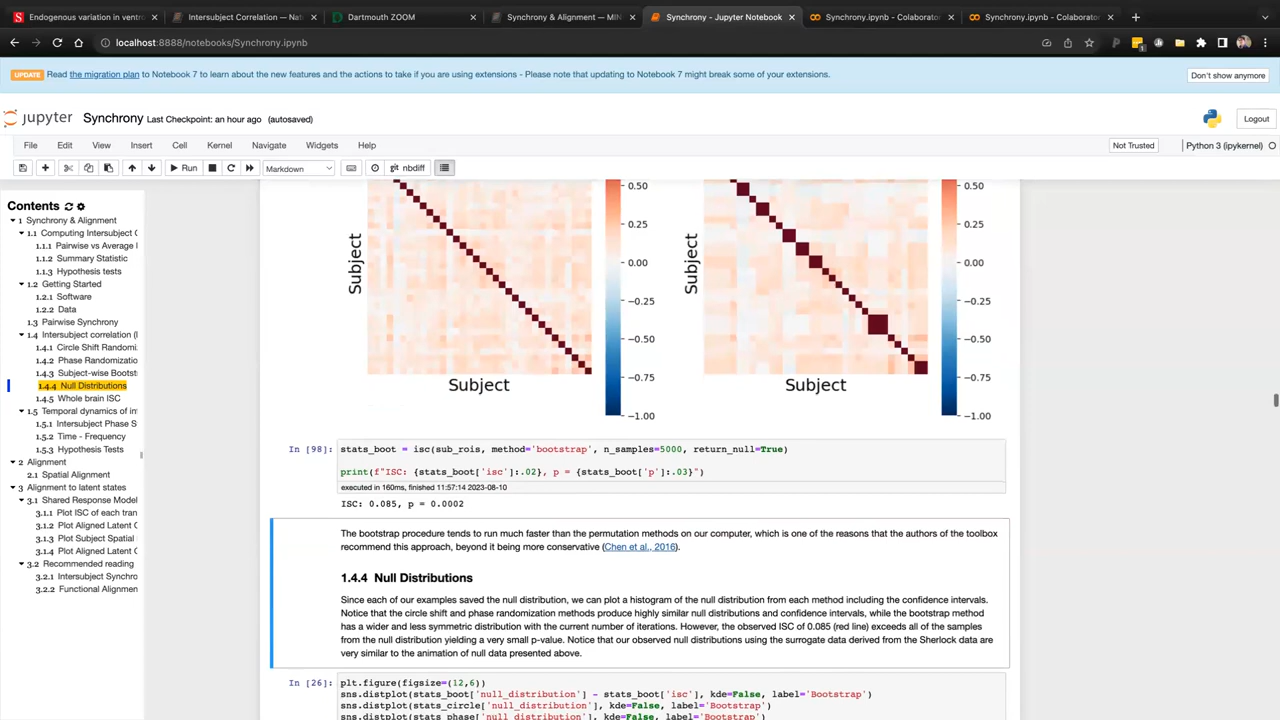 Endogenous variation in ventro
Intersubject Correlation — Nat
Dartmouth ZOOM
Synchrony & Alignment — MIN
Synchrony - Jupyter Notebook
Synchrony.ipynb - Colaborator
Synchrony.ipynb - Colaborator
localhost:8888/notebooks/Synchrony.ipynb
UPDATE Read the migration plan to Notebook 7 to learn about the new features and the actions to take if you are using extensions - Please note that updating to Notebook 7 might break some of your extensions.
Don't show anymore
jupyter Synchrony Last Checkpoint: an hour ago (autosaved)
Logout
File Edit View Insert Cell Kernel Navigate Widgets Help
Not Trusted
Python 3 (ipykernel)
Run
Markdown
nbdiff
Contents
1 Synchrony & Alignment
1.1 Computing Intersubject C
1.1.1 Pairwise vs Average I
1.1.2 Summary Statistic
1.1.3 Hypothesis tests
1.2 Getting Started
1.2.1 Software
1.2.2 Data
1.3 Pairwise Synchrony
1.4 Intersubject correlation (I
1.4.1 Circle Shift Randomi
1.4.2 Phase Randomizatio
1.4.3 Subject-wise Bootst
1.4.4 Null Distributions
1.4.5 Whole brain ISC
1.5 Temporal dynamics of in
1.5.1 Intersubject Phase S
1.5.2 Time - Frequency
1.5.3 Hypothesis Tests
2 Alignment
2.1 Spatial Alignment
3 Alignment to latent states
3.1 Shared Response Model
3.1.1 Plot ISC of each tran
3.1.2 Plot Aligned Latent C
3.1.3 Plot Subject Spatial
3.1.4 Plot Aligned Latent C
3.2 Recommended reading
3.2.1 Intersubject Synchro
3.2.2 Functional Alignmen
Subject
Subject
0.50
0.00
−0.25
−0.50
−0.75
−1.00
Subject
Subject
0.50
0.00
−0.25
−0.50
−0.75
−1.00
In [98]:
stats_boot = isc(sub_rois, method='bootstrap', n_samples=5000, return_null=True)
print(f"ISC: {stats_boot['isc']:.02}, p = {stats_boot['p']:.03}")
executed in 160ms, finished 11:57:14 2023-08-10
ISC: 0.085, p = 0.0002
The bootstrap procedure tends to run much faster than the permutation methods on our computer, which is one of the reasons that the authors of the toolbox
recommend this approach, beyond it being more conservative (Chen et al., 2016).
1.4.4 Null Distributions
Since each of our examples saved the null distribution, we can plot a histogram of the null distribution from each method including the confidence intervals.
Notice that the circle shift and phase randomization methods produce highly similar null distributions and confidence intervals, while the bootstrap method
has a wider and less symmetric distribution with the current number of iterations. However, the observed ISC of 0.085 (red line) exceeds all of the samples
from the null distribution yielding a very small p-value. Notice that our observed null distributions using the surrogate data derived from the Sherlock data are
very similar to the animation of null data presented above.
In [26]:
plt.figure(figsize=(12,6))
sns.distplot(stats_boot['null_distribution'] - stats_boot['isc'], kde=False, label='Bootstrap')
sns.distplot(stats_circle['null_distribution'], kde=False, label='Bootstrap')
sns.distplot(stats_phase['null_distribution'], kde=False, label='Bootstrap')